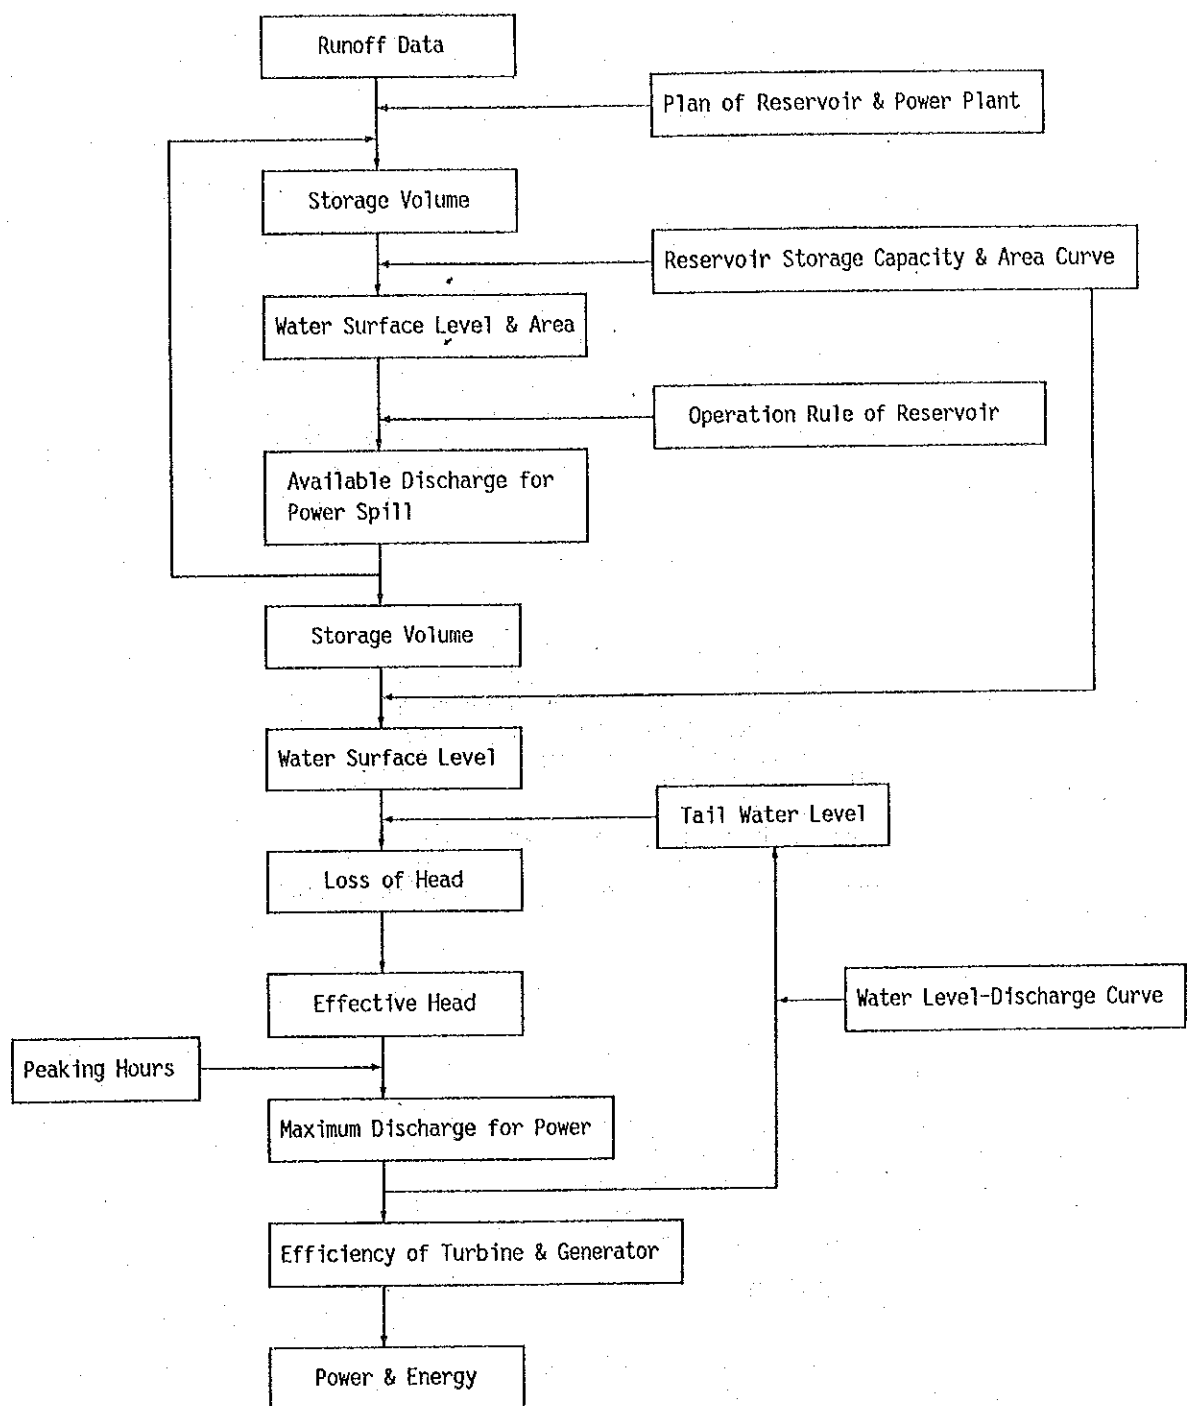 Runoff Data
Plan of Reservoir & Power Plant
Storage Volume
Reservoir Storage Capacity & Area Curve
Water Surface Level & Area
Operation Rule of Reservoir
Available Discharge for
Power Spill
Storage Volume
Water Surface Level
Tail Water Level
Loss of Head
Effective Head
Water Level-Discharge Curve
Peaking Hours
Maximum Discharge for Power
Efficiency of Turbine & Generator
Power & Energy